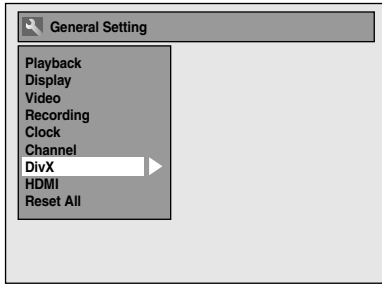 General Setting
Playback
Display
Video
Recording
Clock
Channel
DivX
HDMI
Reset All